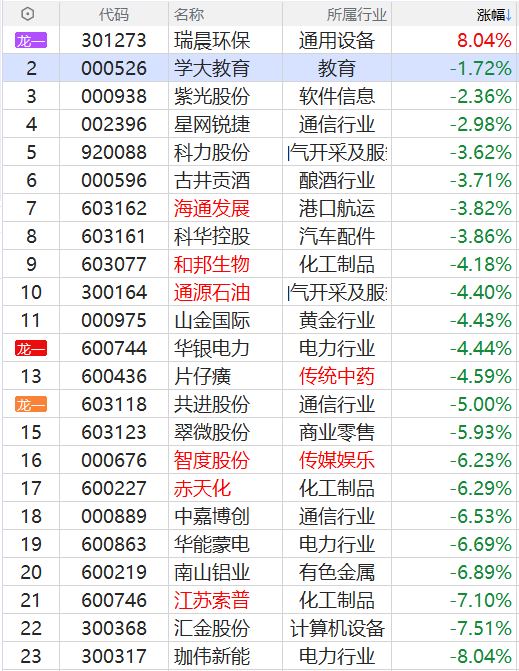 代码 名称 所属行业 涨幅↓
龙一 301273 瑞晨环保 通用设备 8.04%
2 000526 学大教育 教育 -1.72%
3 000938 紫光股份 软件信息 -2.36%
4 002396 星网锐捷 通信行业 -2.98%
5 920088 科力股份 气开采及服 -3.62%
6 000596 古井贡酒 酿酒行业 -3.71%
7 603162 海通发展 港口航运 -3.82%
8 603161 科华控股 汽车配件 -3.86%
9 603077 和邦生物 化工制品 -4.18%
10 300164 通源石油 气开采及服 -4.40%
11 000975 山金国际 黄金行业 -4.43%
龙一 600744 华银电力 电力行业 -4.44%
13 600436 片仔癀 传统中药 -4.59%
龙一 603118 共进股份 通信行业 -5.00%
15 603123 翠微股份 商业零售 -5.93%
16 000676 智度股份 传媒娱乐 -6.23%
17 600227 赤天化 化工制品 -6.29%
18 000889 中嘉博创 通信行业 -6.53%
19 600863 华能蒙电 电力行业 -6.69%
20 600219 南山铝业 有色金属 -6.89%
21 600746 江苏索普 化工制品 -7.10%
22 300368 汇金股份 计算机设备 -7.51%
23 300317 珈伟新能 电力行业 -8.04%